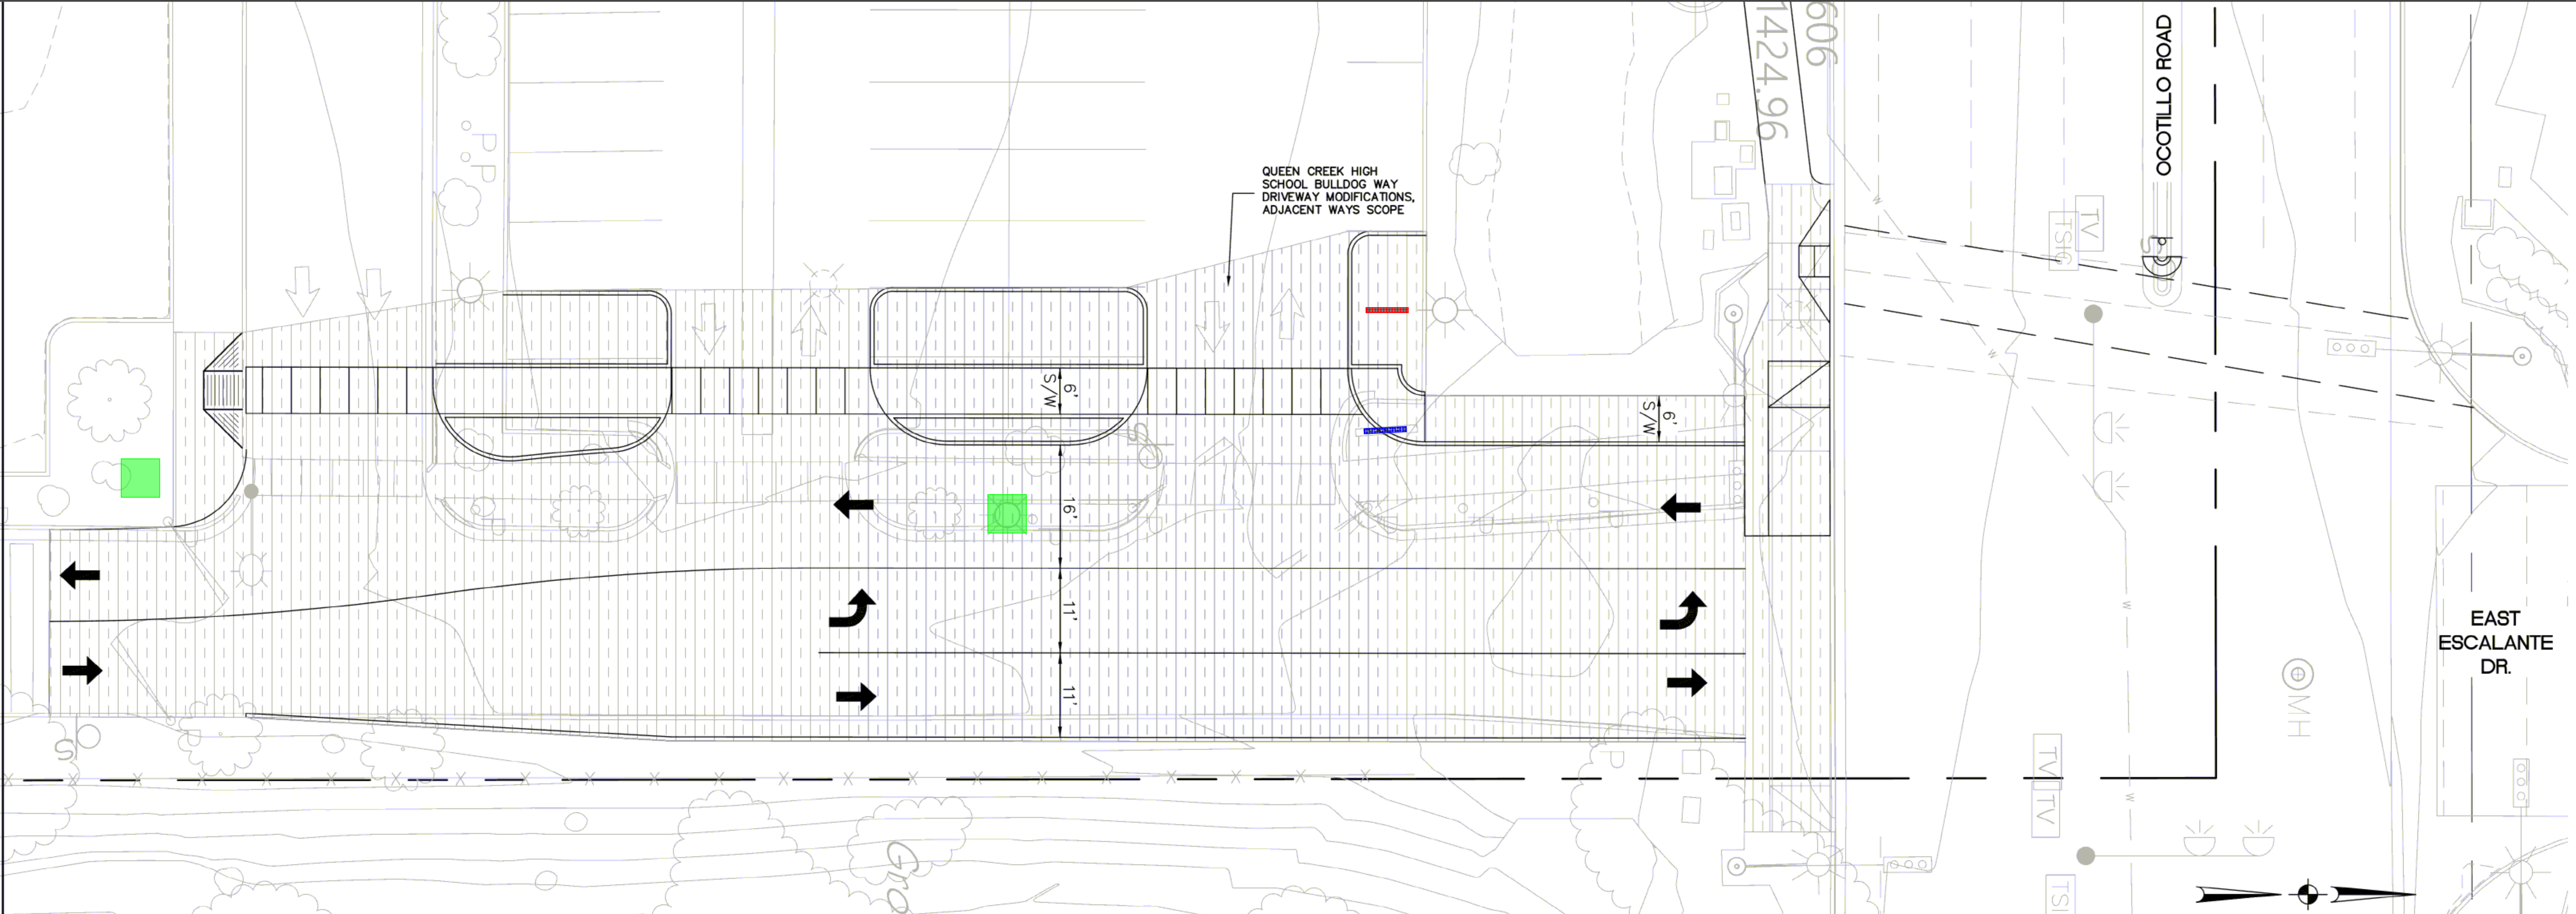 606
1424.96
OCOTILLO ROAD
P.P
QUEEN CREEK HIGH
SCHOOL BULLDOG WAY
DRIVEWAY MODIFICATIONS,
ADJACENT WAYS SCOPE
TV
TSIG
S
6'
S/W
6'
S/W
S
16'
11'
11'
P
P
P
P
EAST
ESCALANTE
DR.
MH
S
TV
TV
Gro